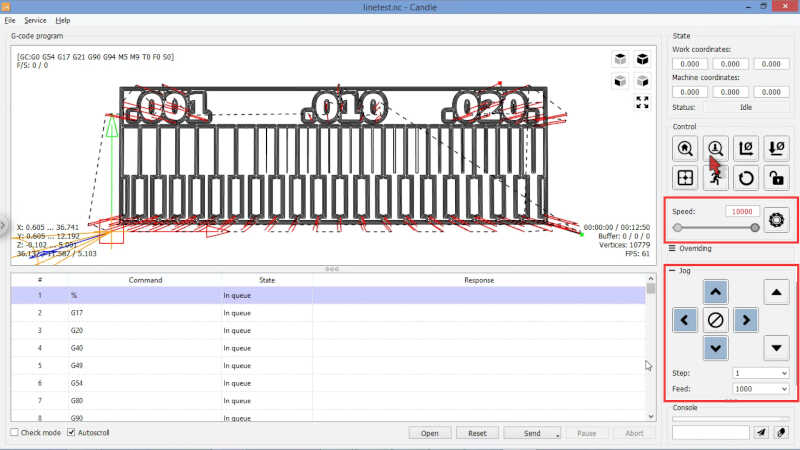 linetest.nc - Candle
File Service Help
G-code program
[GC:G0 G54 G17 G21 G90 G94 M5 M9 T0 F0 S0]
F/S: 0 / 0
.001
.010
.020
X: 0.605 ... 36.741
Y: 0.605 ... 12.192
Z: -0.102 ... 5.001
36.137 / 11.587 / 5.103
00:00:00 / 00:12:50
Buffer: 0 / 0 / 0
Vertices: 10779
FPS: 61
# Command State Response
1 % In queue
2 G17 In queue
3 G20 In queue
4 G40 In queue
5 G49 In queue
6 G54 In queue
7 G80 In queue
8 G90 In queue
Check mode Autoscroll
Open Reset Send Pause Abort
State
Work coordinates:
0.000 0.000 0.000
Machine coordinates:
0.000 0.000 0.000
Status: Idle
Control
Speed: 10000
Overriding
Jog
Step: 1
Feed: 1000
Console